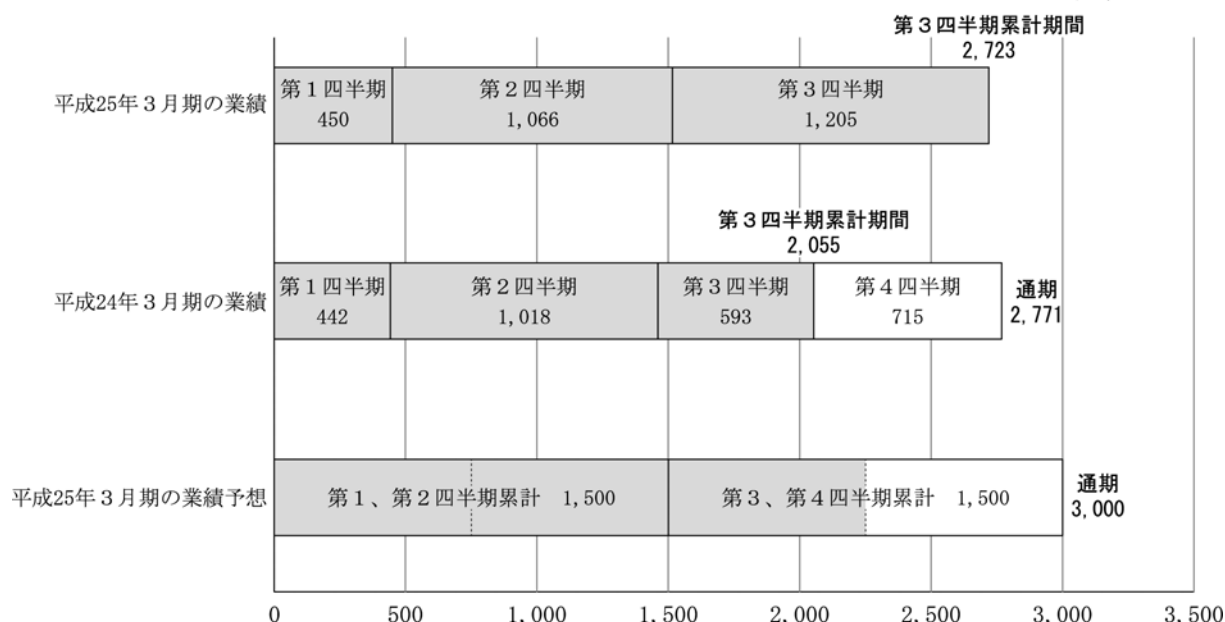 第３四半期累計期間
2,723
平成25年３月期の業績
第１四半期
450
第２四半期
1,066
第３四半期
1,205
第３四半期累計期間
2,055
平成24年３月期の業績
第１四半期
442
第２四半期
1,018
第３四半期
593
第４四半期
715
通期
2,771
平成25年３月期の業績予想
第１、第２四半期累計　1,500
第３、第４四半期累計　1,500
通期
3,000
0 500 1,000 1,500 2,000 2,500 3,000 3,500